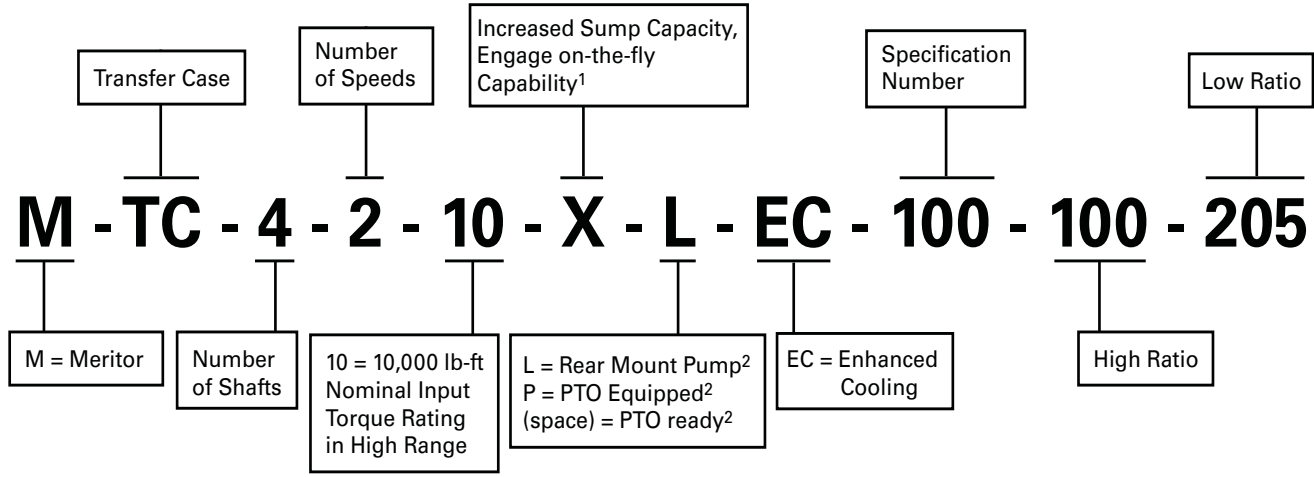 Transfer Case
Number
of Speeds
Increased Sump Capacity,
Engage on-the-fly
Capability¹
Specification
Number
Low Ratio
M - TC - 4 - 2 - 10 - X - L - EC - 100 - 100 - 205
M = Meritor
Number
of Shafts
10 = 10,000 lb-ft
Nominal Input
Torque Rating
in High Range
L = Rear Mount Pump²
P = PTO Equipped²
(space) = PTO ready²
EC = Enhanced
Cooling
High Ratio